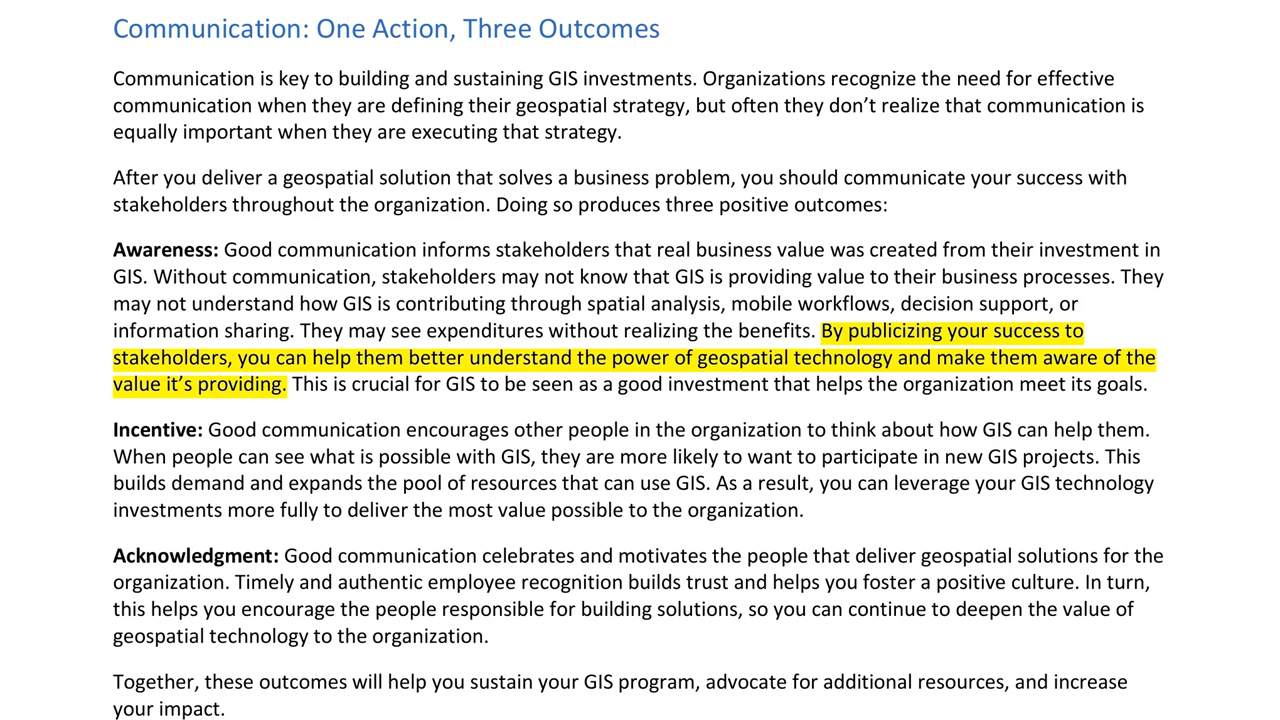 Communication: One Action, Three Outcomes
Communication is key to building and sustaining GIS investments. Organizations recognize the need for effective
communication when they are defining their geospatial strategy, but often they don’t realize that communication is
equally important when they are executing that strategy.
After you deliver a geospatial solution that solves a business problem, you should communicate your success with
stakeholders throughout the organization. Doing so produces three positive outcomes:
Awareness: Good communication informs stakeholders that real business value was created from their investment in
GIS. Without communication, stakeholders may not know that GIS is providing value to their business processes. They
may not understand how GIS is contributing through spatial analysis, mobile workflows, decision support, or
information sharing. They may see expenditures without realizing the benefits. By publicizing your success to
stakeholders, you can help them better understand the power of geospatial technology and make them aware of the
value it’s providing. This is crucial for GIS to be seen as a good investment that helps the organization meet its goals.
Incentive: Good communication encourages other people in the organization to think about how GIS can help them.
When people can see what is possible with GIS, they are more likely to want to participate in new GIS projects. This
builds demand and expands the pool of resources that can use GIS. As a result, you can leverage your GIS technology
investments more fully to deliver the most value possible to the organization.
Acknowledgment: Good communication celebrates and motivates the people that deliver geospatial solutions for the
organization. Timely and authentic employee recognition builds trust and helps you foster a positive culture. In turn,
this helps you encourage the people responsible for building solutions, so you can continue to deepen the value of
geospatial technology to the organization.
Together, these outcomes will help you sustain your GIS program, advocate for additional resources, and increase
your impact.